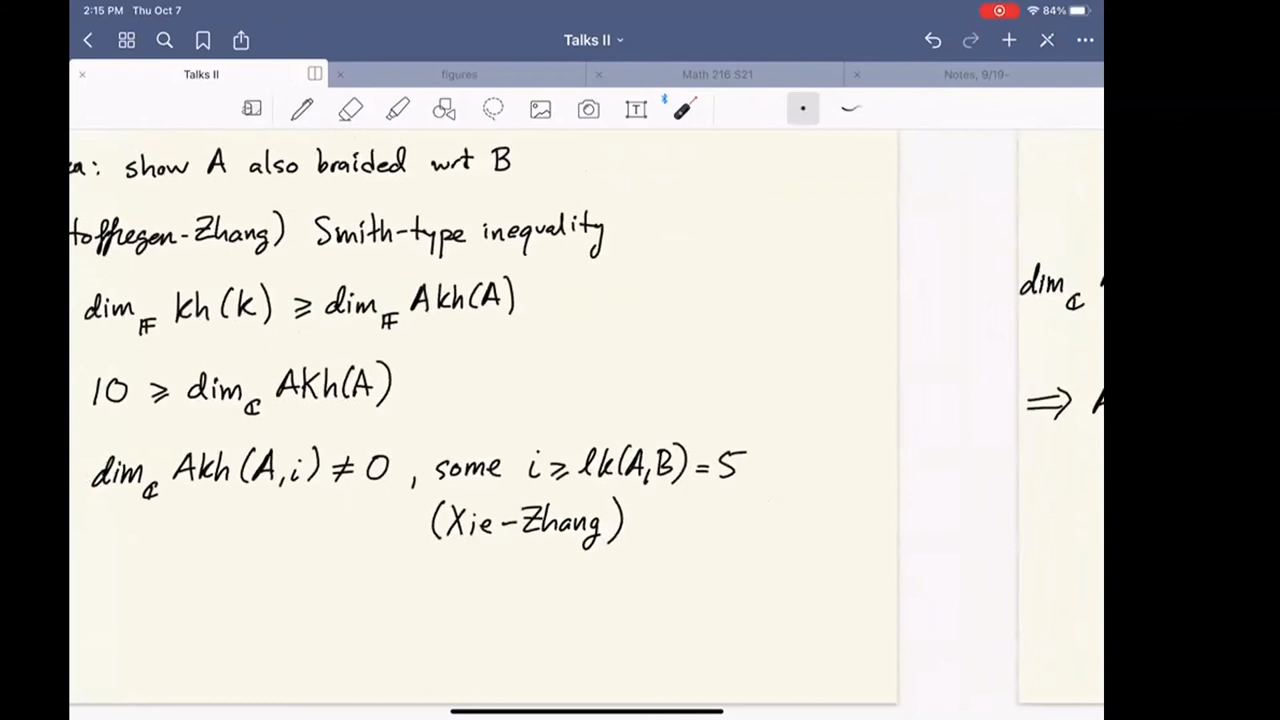 2:15 PM Thu Oct 7
84%
Talks II
Talks II
figures
Math 216 S21
Notes, 9/19-
show A also braided wrt B
toffregen-Zhang) Smith-type inequality
dim_𝔽 kh(k) ⩾ dim_𝔽 Akh(A)
10 ⩾ dim_ℂ AKh(A)
dim_ℂ Akh(A,i) ≠ 0 , some i ⩾ lk(A,B) = 5
(Xie-Zhang)
dim_ℂ
⟹ A